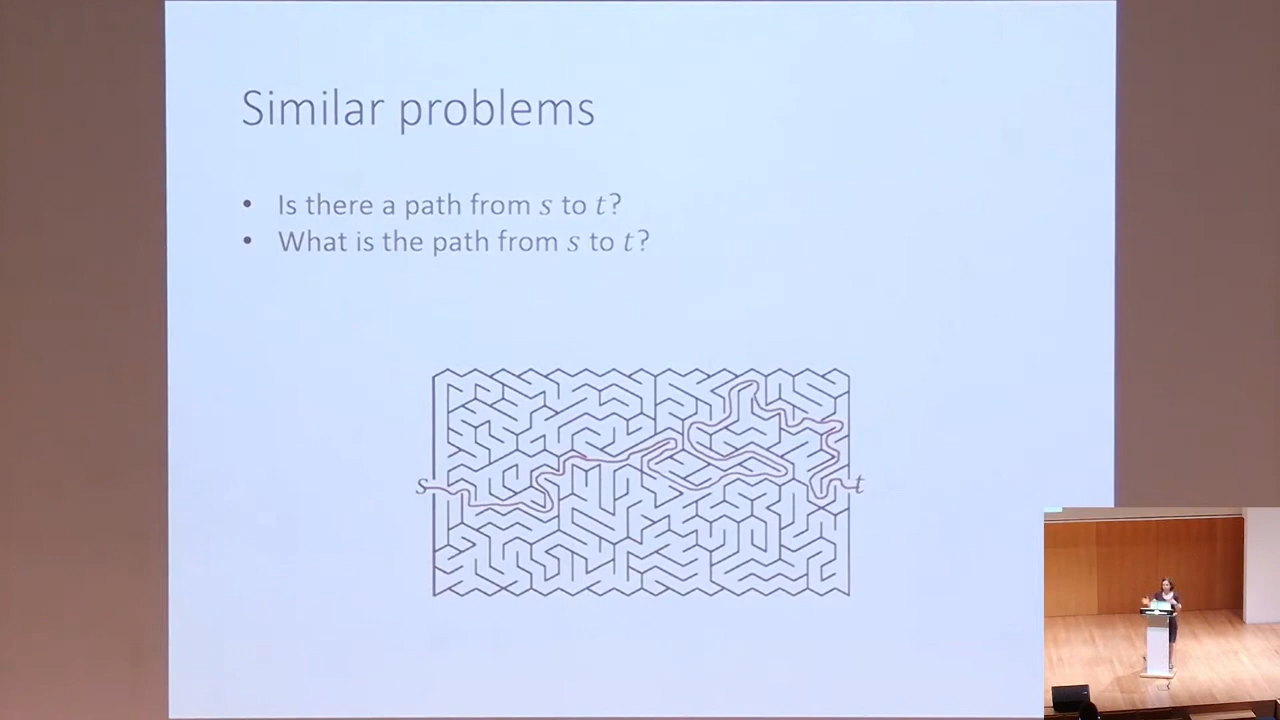 Similar problems
• Is there a path from s to t?
• What is the path from s to t?
s
t